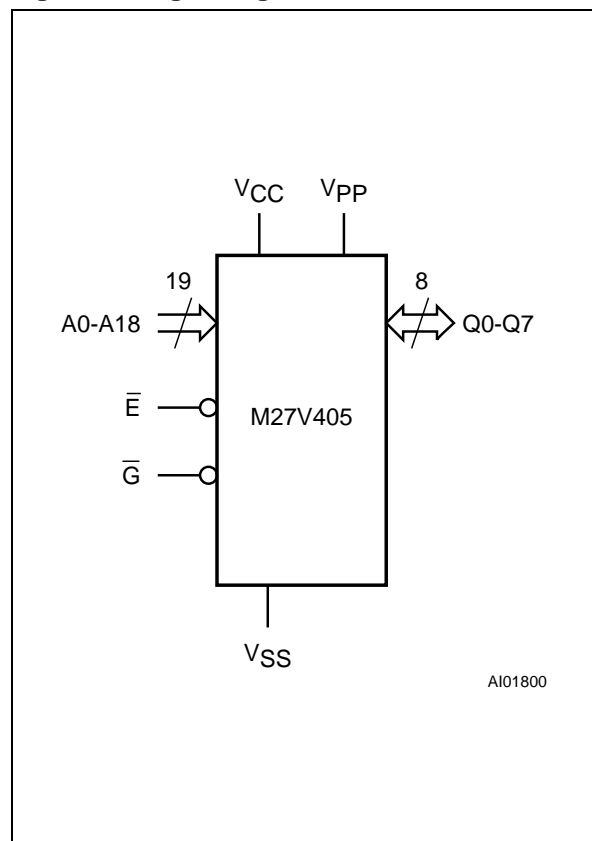 VCC VPP
19 8
A0-A18 Q0-Q7
E̅
M27V405
G̅
VSS
AI01800